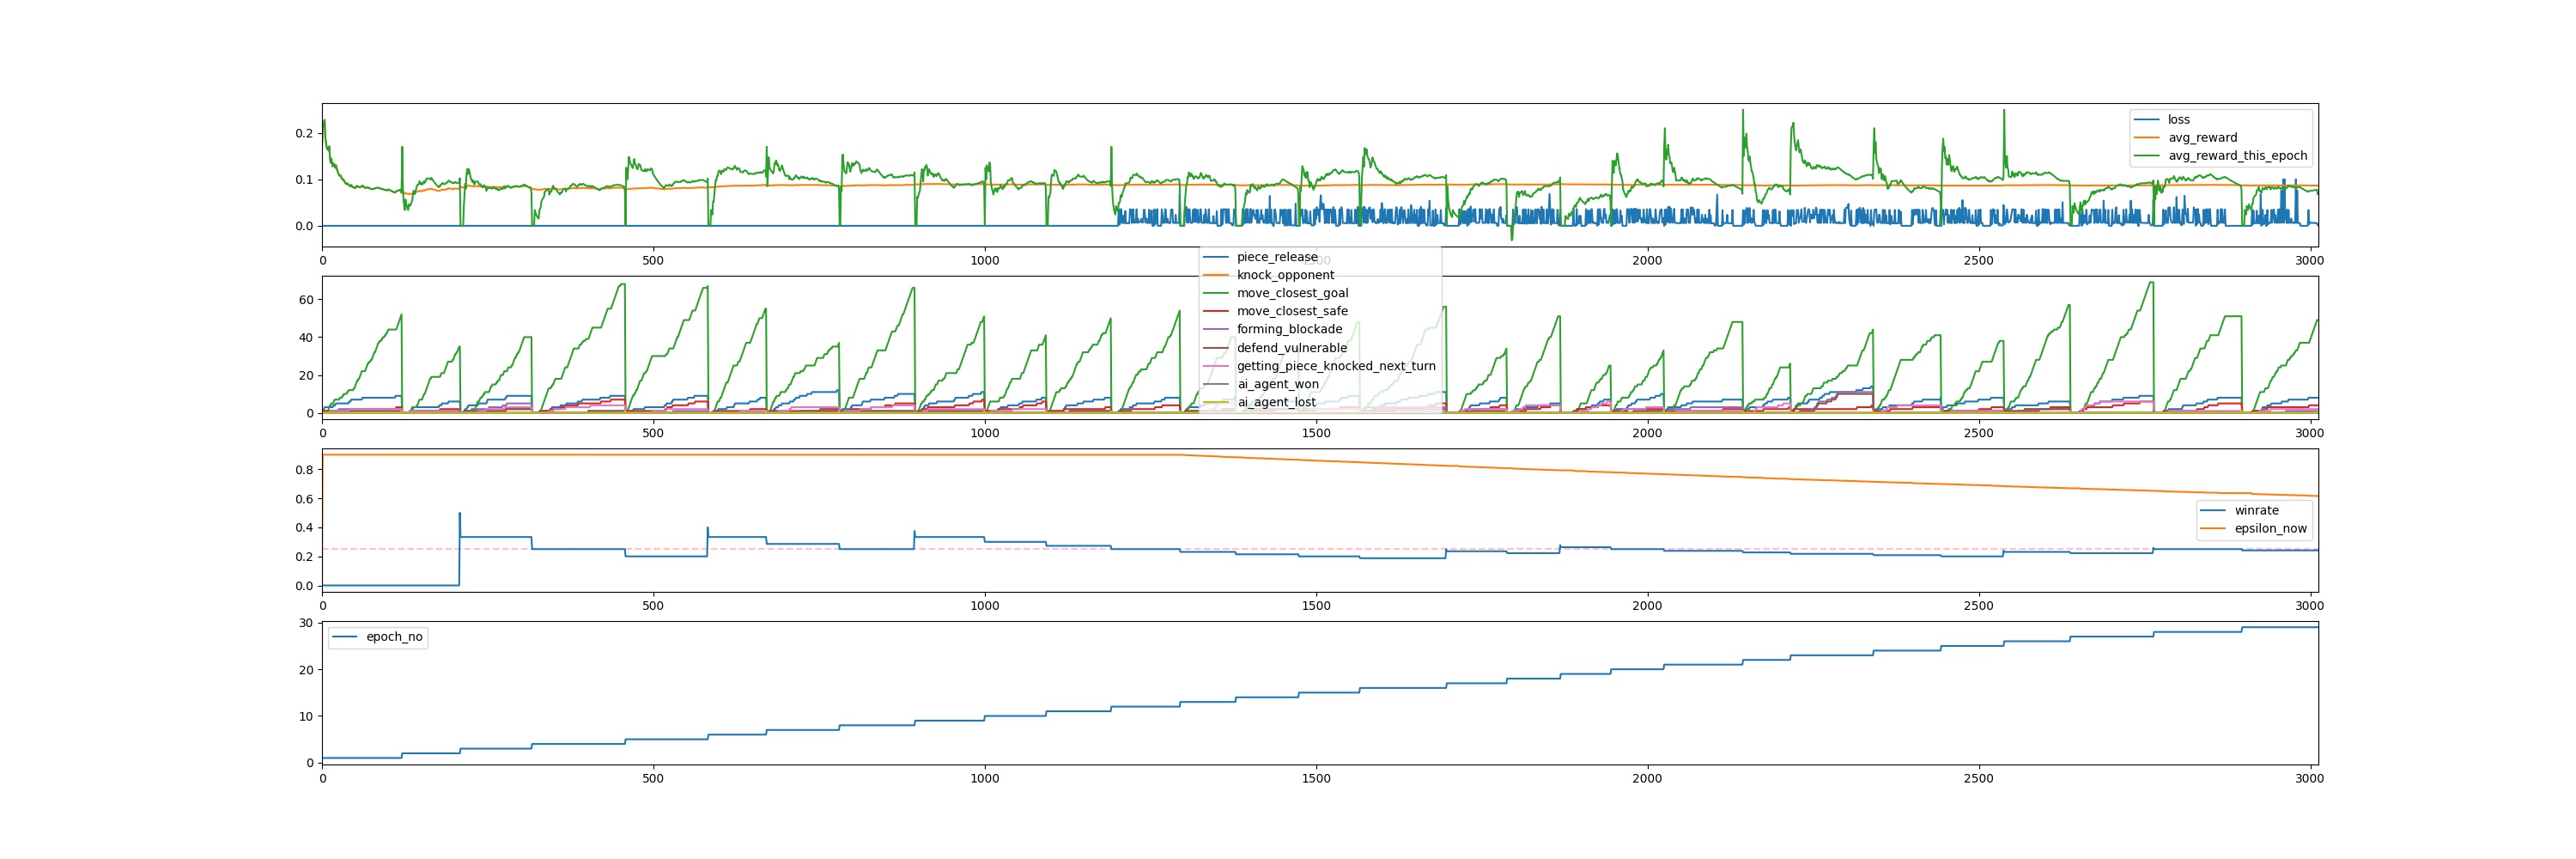 0.2
0.1
0.0
loss
avg_reward
avg_reward_this_epoch
0 500 1000 1500 2000 2500 3000
60
40
20
0
piece_release
knock_opponent
move_closest_goal
move_closest_safe
forming_blockade
defend_vulnerable
getting_piece_knocked_next_turn
ai_agent_won
ai_agent_lost
0 500 1000 1500 2000 2500 3000
0.8
0.6
0.4
0.2
0.0
winrate
epsilon_now
0 500 1000 1500 2000 2500 3000
30
20
10
0
epoch_no
0 500 1000 1500 2000 2500 3000